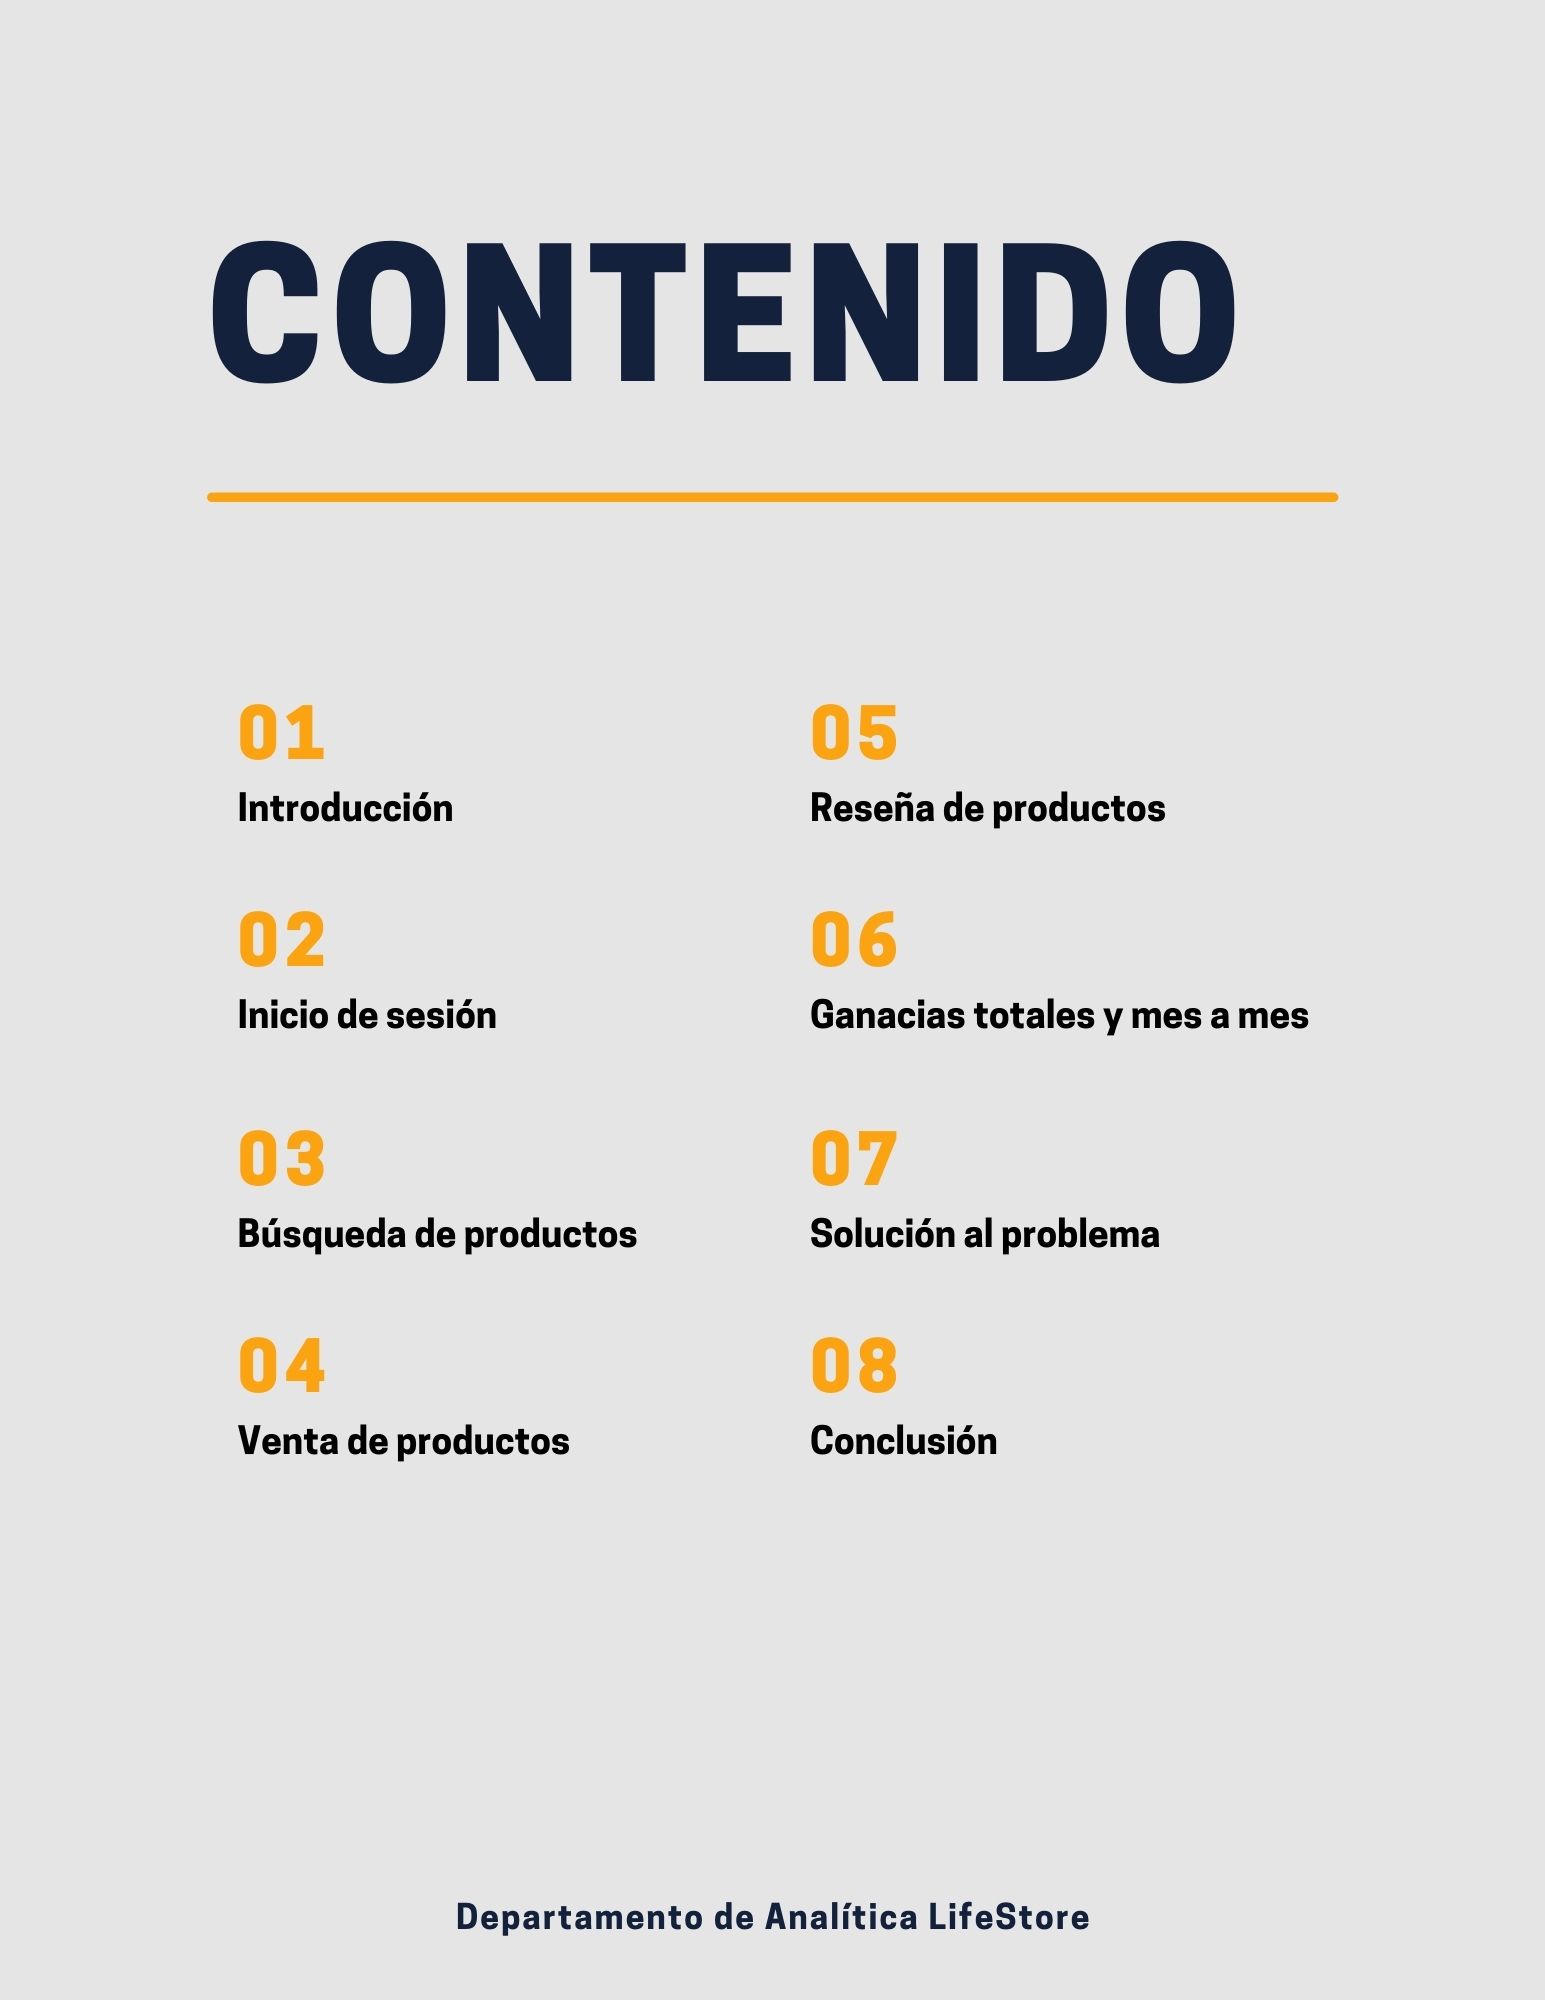 CONTENIDO
01
Introducción
02
Inicio de sesión
03
Búsqueda de productos
04
Venta de productos
05
Reseña de productos
06
Ganacias totales y mes a mes
07
Solución al problema
08
Conclusión
Departamento de Analítica LifeStore